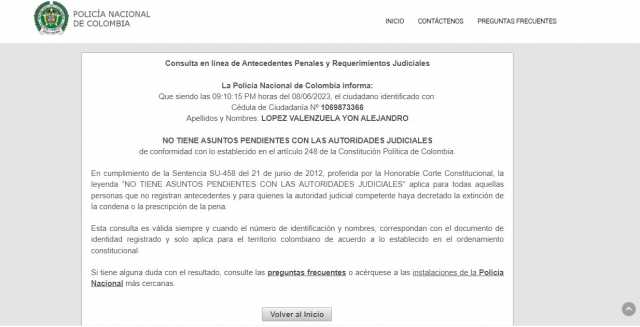 POLICÍA NACIONAL
DE COLOMBIA
INICIO CONTÁCTENOS PREGUNTAS FRECUENTES
Consulta en línea de Antecedentes Penales y Requerimientos Judiciales
La Policía Nacional de Colombia informa:
Que siendo las 09:10:15 PM horas del 08/06/2023, el ciudadano identificado con:
Cédula de Ciudadanía Nº 1069873366
Apellidos y Nombres: LOPEZ VALENZUELA YON ALEJANDRO
NO TIENE ASUNTOS PENDIENTES CON LAS AUTORIDADES JUDICIALES
de conformidad con lo establecido en el artículo 248 de la Constitución Política de Colombia.
En cumplimiento de la Sentencia SU-458 del 21 de junio de 2012, proferida por la Honorable Corte Constitucional, la
leyenda "NO TIENE ASUNTOS PENDIENTES CON LAS AUTORIDADES JUDICIALES" aplica para todas aquellas
personas que no registran antecedentes y para quienes la autoridad judicial competente haya decretado la extinción de
la condena o la prescripción de la pena.
Esta consulta es válida siempre y cuando el número de identificación y nombres, correspondan con el documento de
identidad registrado y solo aplica para el territorio colombiano de acuerdo a lo establecido en el ordenamiento
constitucional.
Si tiene alguna duda con el resultado, consulte las preguntas frecuentes o acérquese a las instalaciones de la Policía
Nacional más cercanas.
Volver al Inicio